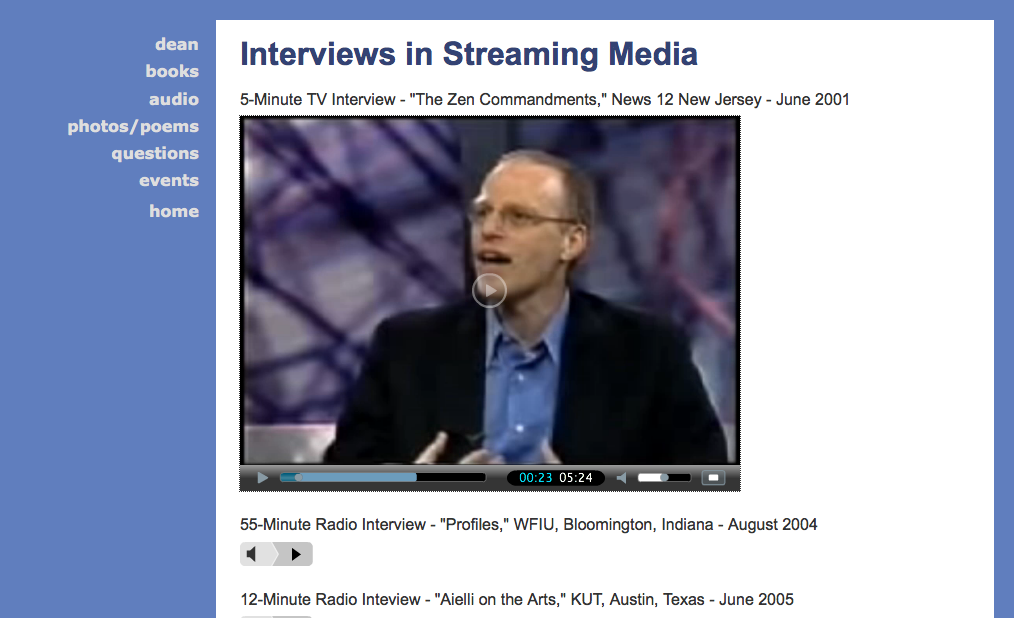 dean
books
audio
photos/poems
questions
events
home
Interviews in Streaming Media
5-Minute TV Interview - "The Zen Commandments," News 12 New Jersey - June 2001
00:23 05:24
55-Minute Radio Interview - "Profiles," WFIU, Bloomington, Indiana - August 2004
12-Minute Radio Inteview - "Aielli on the Arts," KUT, Austin, Texas - June 2005